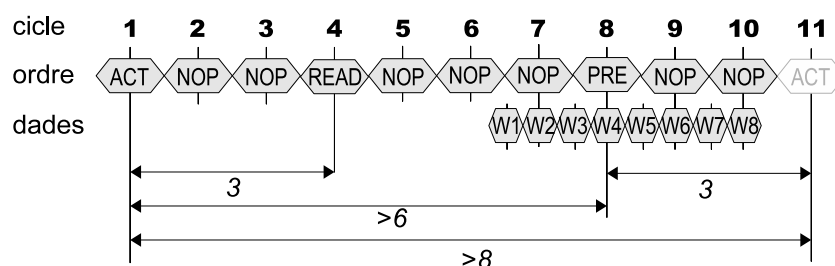 cicle 1 2 3 4 5 6 7 8 9 10 11
ordre ACT NOP NOP READ NOP NOP NOP PRE NOP NOP ACT
dades W1 W2 W3 W4 W5 W6 W7 W8
3 3
>6
>8